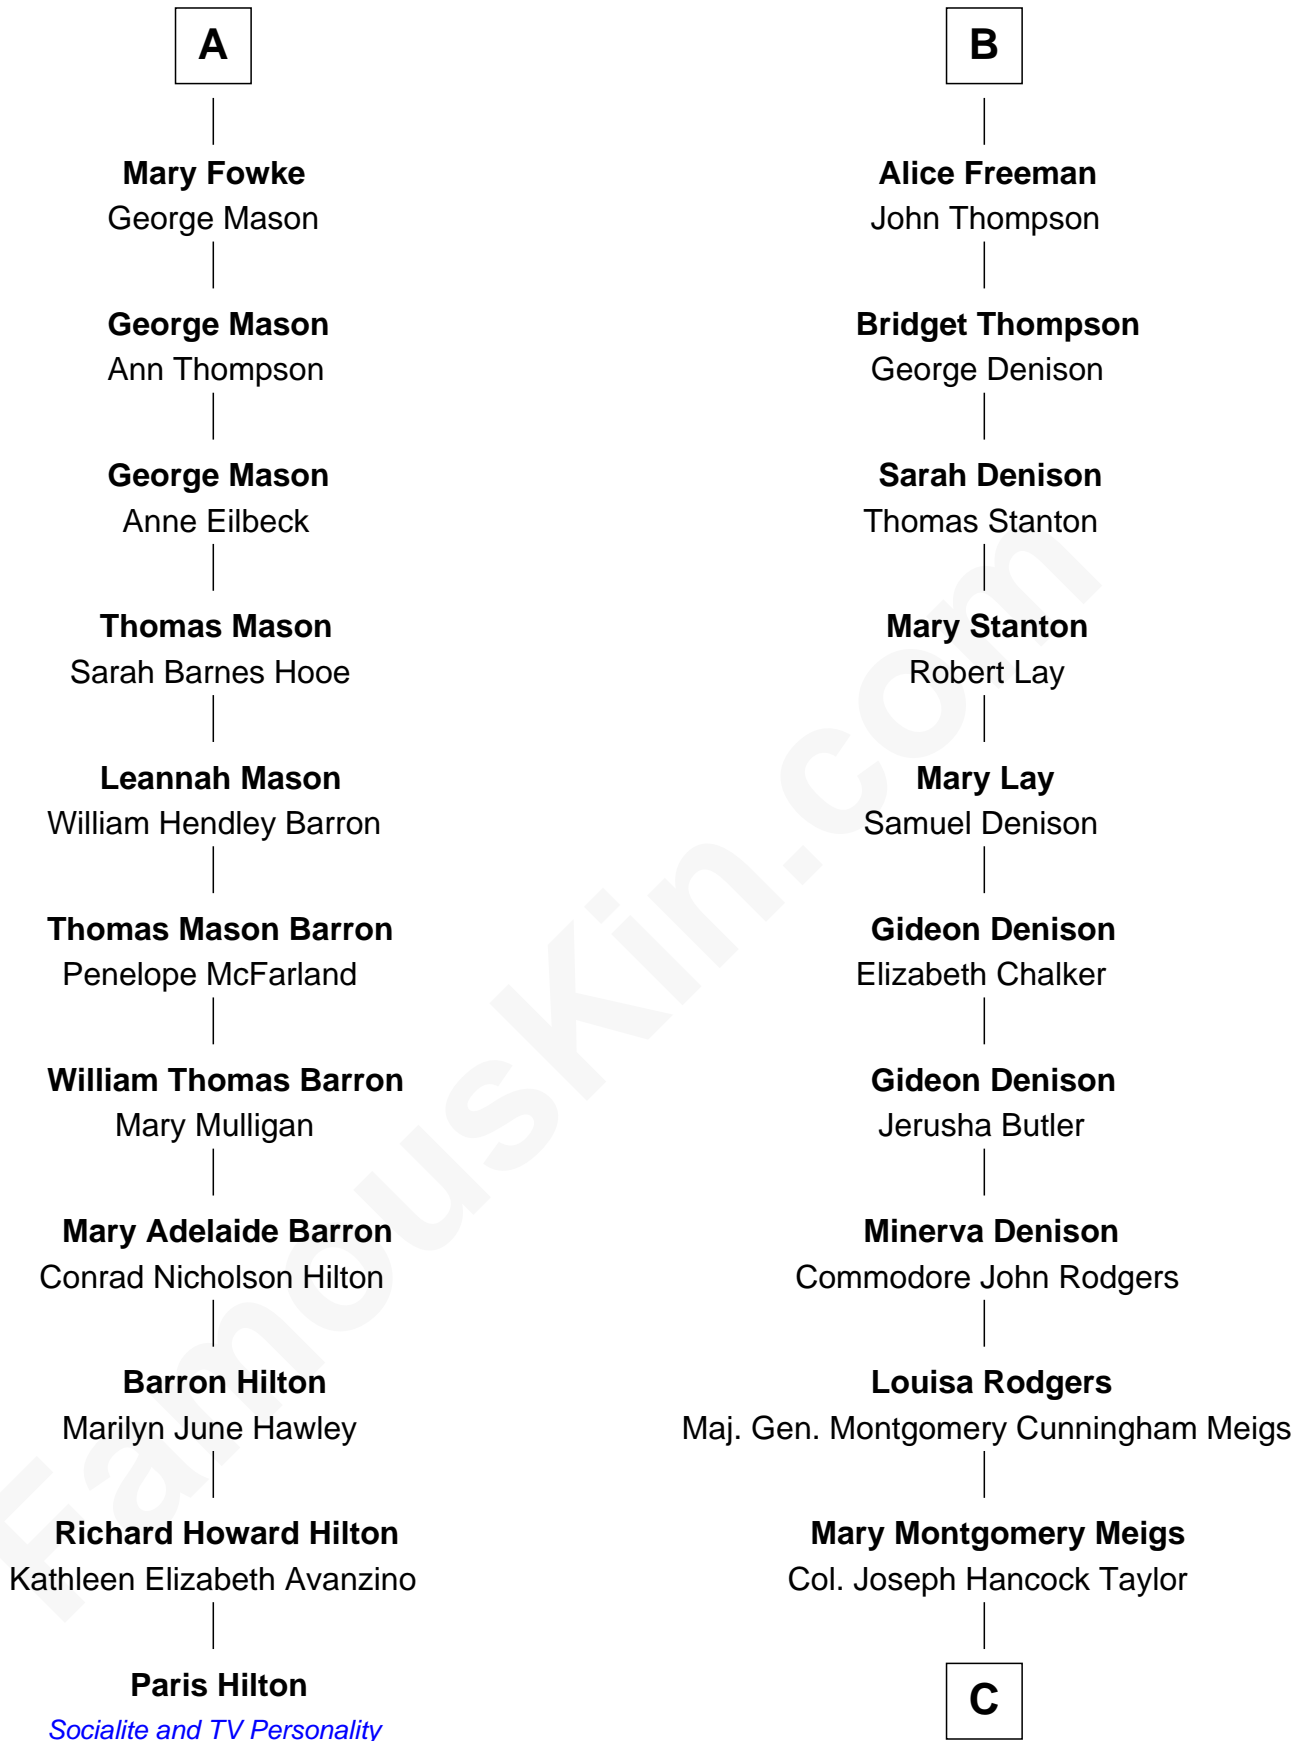 A
Mary Fowke
George Mason
George Mason
Ann Thompson
George Mason
Anne Eilbeck
Thomas Mason
Sarah Barnes Hooe
Leannah Mason
William Hendley Barron
Thomas Mason Barron
Penelope McFarland
William Thomas Barron
Mary Mulligan
Mary Adelaide Barron
Conrad Nicholson Hilton
Barron Hilton
Marilyn June Hawley
Richard Howard Hilton
Kathleen Elizabeth Avanzino
Paris Hilton
Socialite and TV Personality
B
Alice Freeman
John Thompson
Bridget Thompson
George Denison
Sarah Denison
Thomas Stanton
Mary Stanton
Robert Lay
Mary Lay
Samuel Denison
Gideon Denison
Elizabeth Chalker
Gideon Denison
Jerusha Butler
Minerva Denison
Commodore John Rodgers
Louisa Rodgers
Maj. Gen. Montgomery Cunningham Meigs
Mary Montgomery Meigs
Col. Joseph Hancock Taylor
C
FamousKin.com